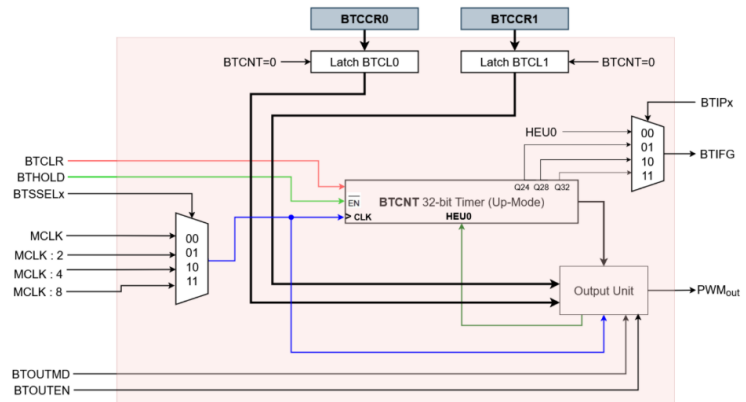 BTCCR0
BTCCR1
BTCNT=0
Latch BTCL0
Latch BTCL1
BTCNT=0
BTIPx
HEU0
00
01
10
11
BTIFG
BTCLR
BTHOLD
BTSSELx
Q24
Q28
Q32
EN
BTCNT 32-bit Timer (Up-Mode)
> CLK
HEU0
MCLK
MCLK : 2
MCLK : 4
MCLK : 8
00
01
10
11
Output Unit
PWMout
BTOUTMD
BTOUTEN